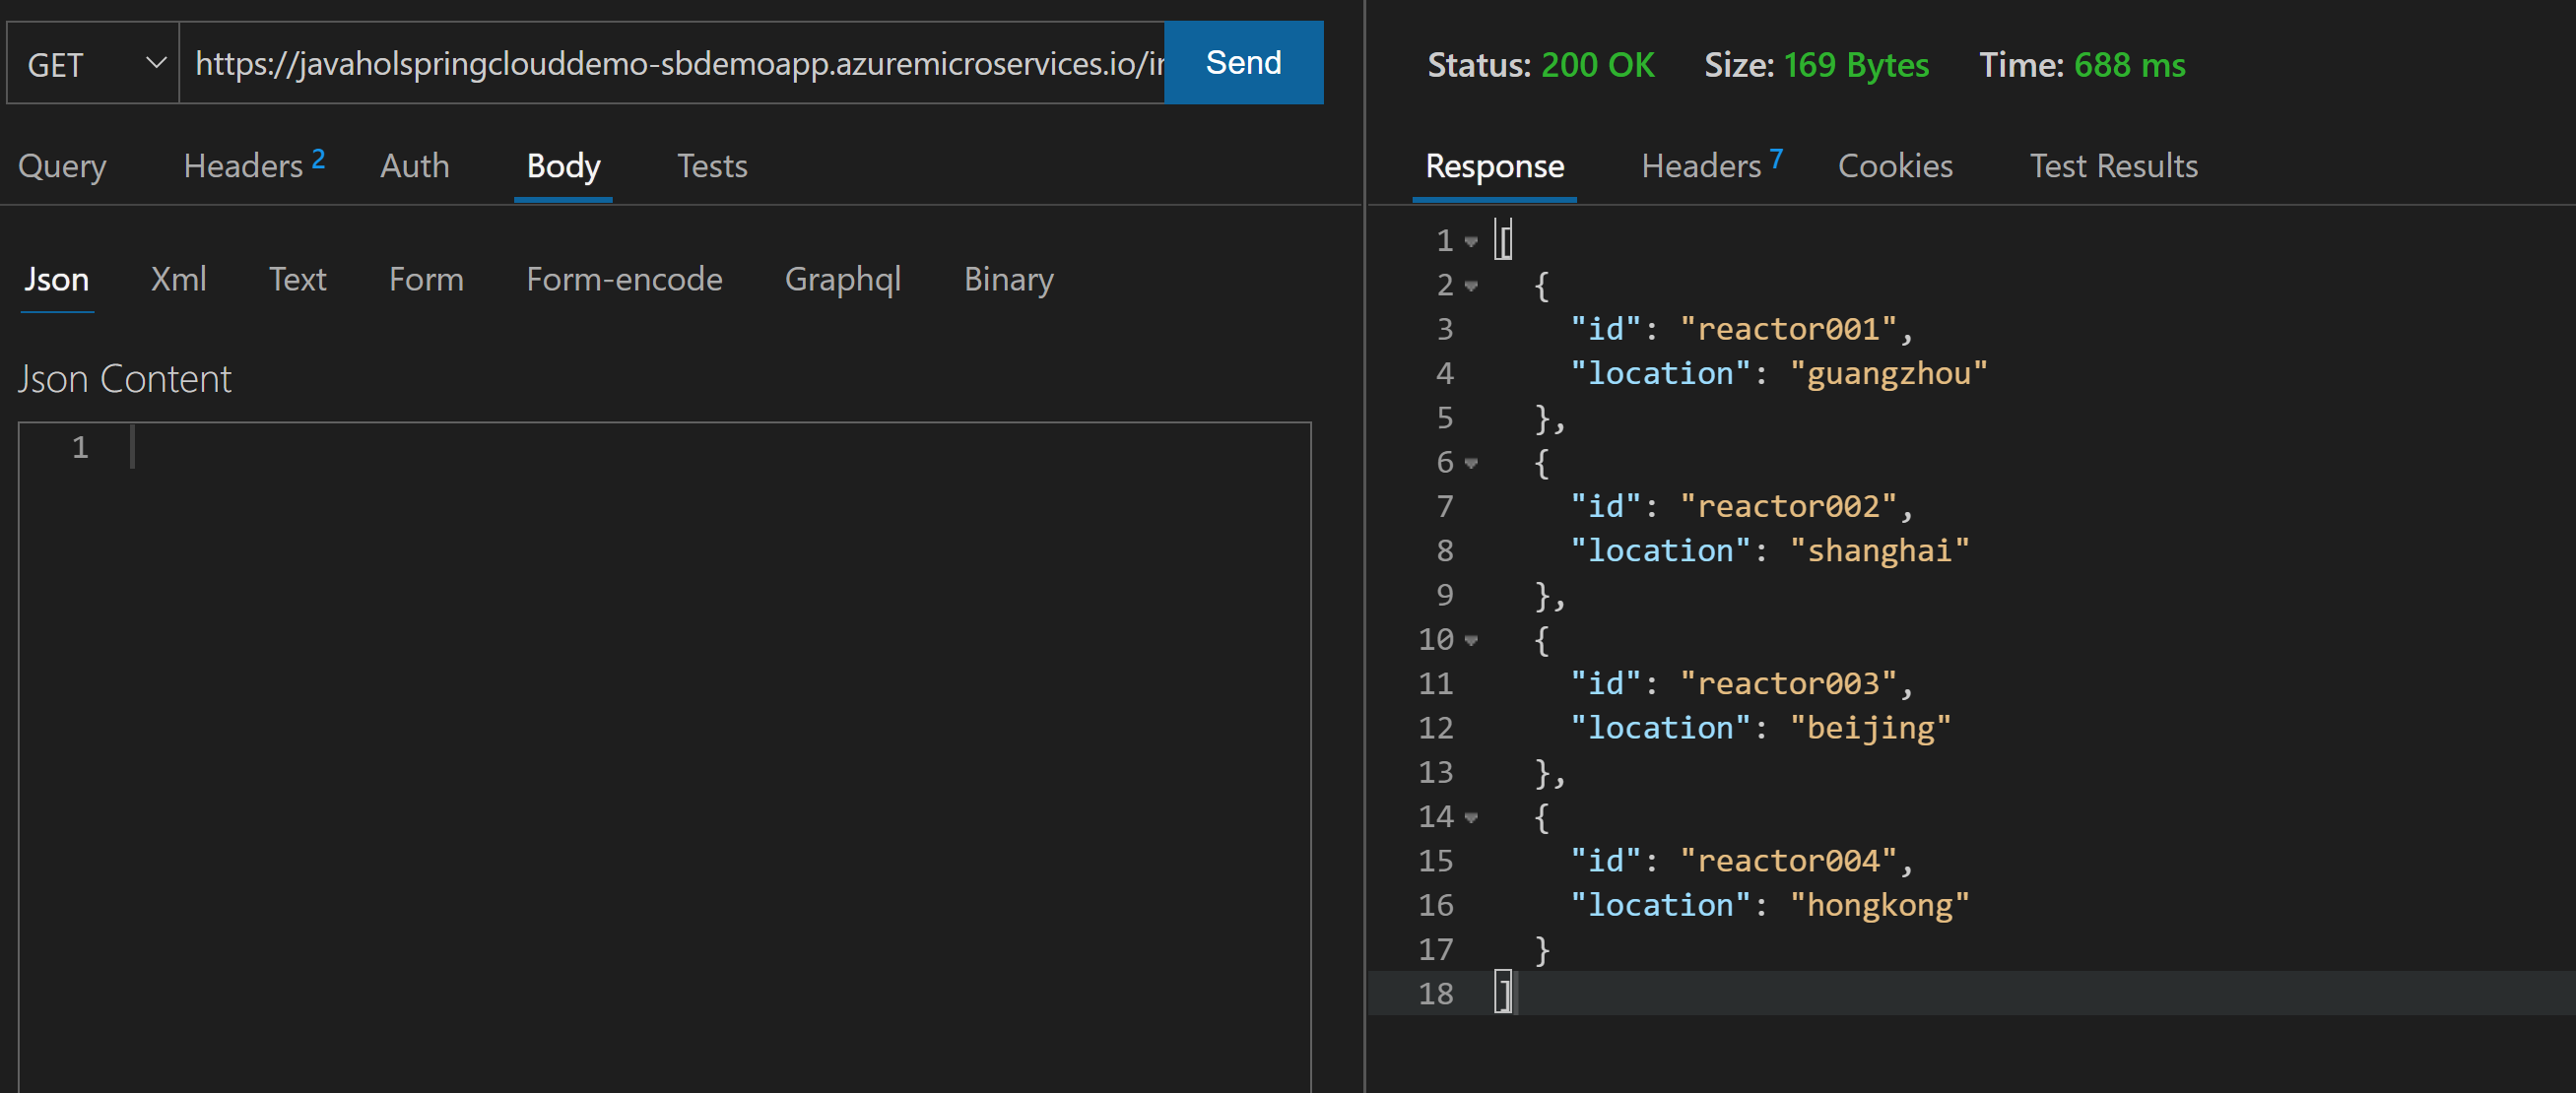 GET https://javaholspringclouddemo-sbdemoapp.azuremicroservices.io/ Send
Query Headers 2 Auth Body Tests
Json Xml Text Form Form-encode Graphql Binary
Json Content
1
Status: 200 OK Size: 169 Bytes Time: 688 ms
Response Headers 7 Cookies Test Results
1 [
2 {
3 "id": "reactor001",
4 "location": "guangzhou"
5 },
6 {
7 "id": "reactor002",
8 "location": "shanghai"
9 },
10 {
11 "id": "reactor003",
12 "location": "beijing"
13 },
14 {
15 "id": "reactor004",
16 "location": "hongkong"
17 }
18 ]